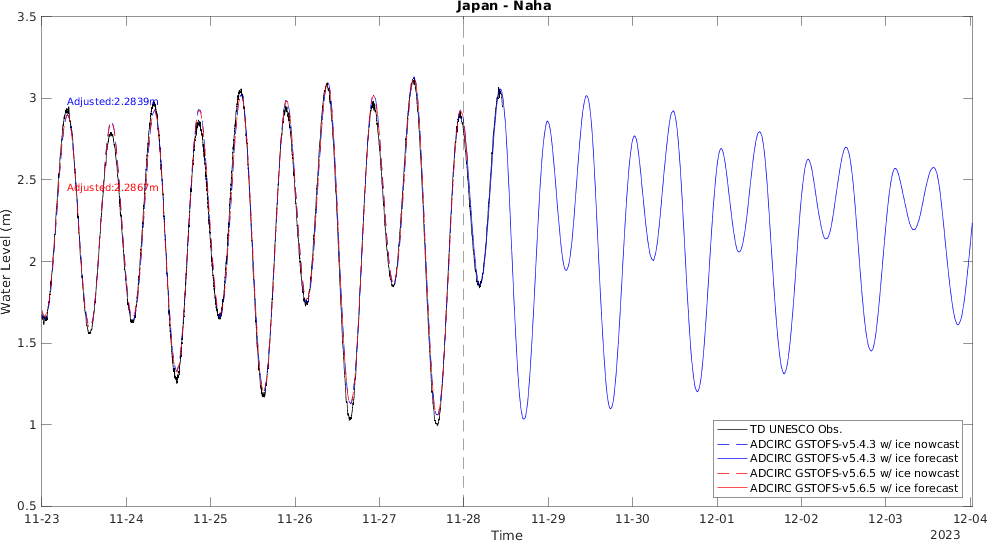 Japan - Naha
Water Level (m)
3.5
3
2.5
2
1.5
1
0.5
Adjusted:2.2839m
Adjusted:2.2867m
TD UNESCO Obs.
ADCIRC GSTOFS-v5.4.3 w/ ice nowcast
ADCIRC GSTOFS-v5.4.3 w/ ice forecast
ADCIRC GSTOFS-v5.6.5 w/ ice nowcast
ADCIRC GSTOFS-v5.6.5 w/ ice forecast
11-23 11-24 11-25 11-26 11-27 11-28 11-29 11-30 12-01 12-02 12-03 12-04
Time
2023